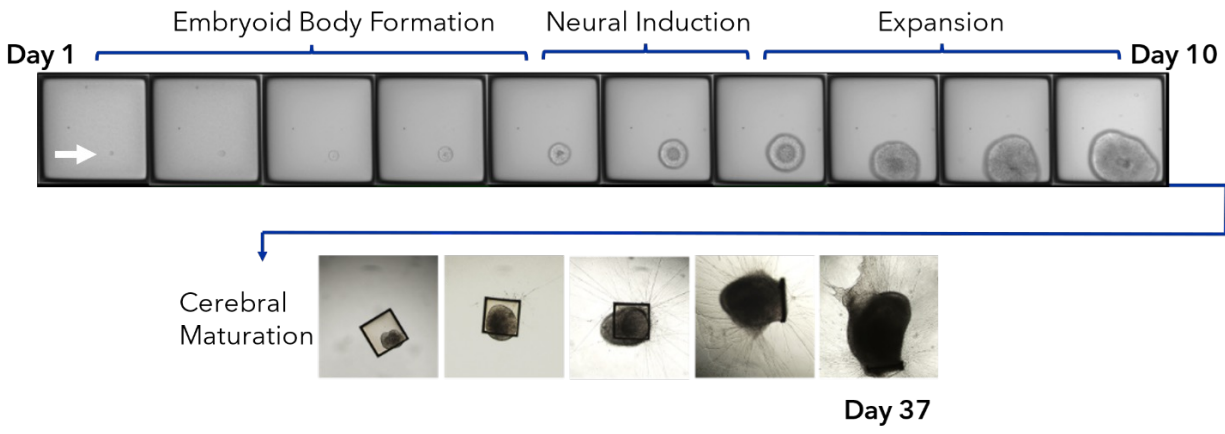 Embryoid Body Formation
Neural Induction
Expansion
Day 1
Day 10
Cerebral
Maturation
Day 37